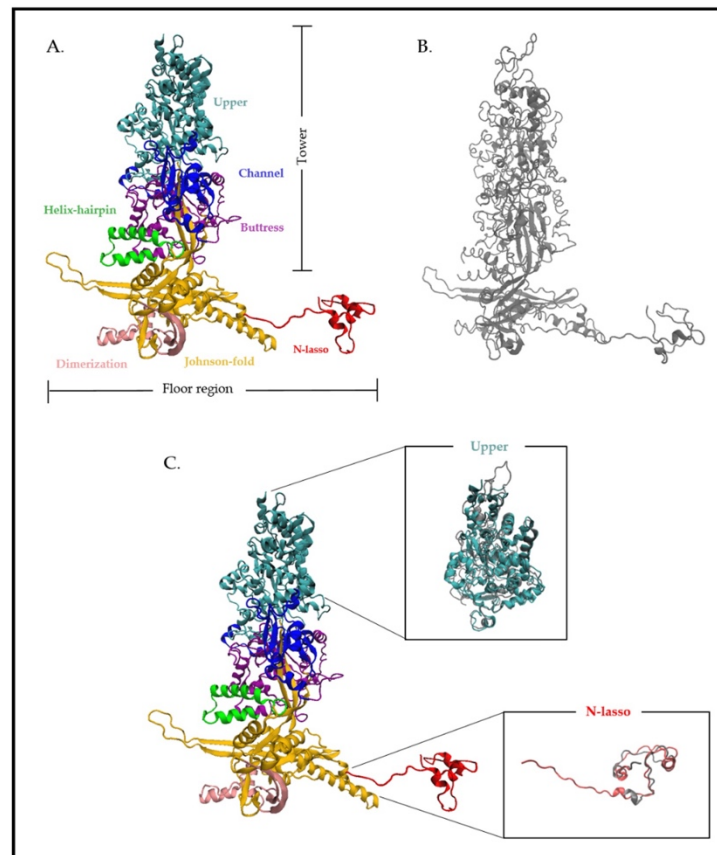 A.
B.
Upper
Tower
Channel
Helix-hairpin
Buttress
N-lasso
Dimerization
Johnson-fold
Floor region
C.
Upper
N-lasso